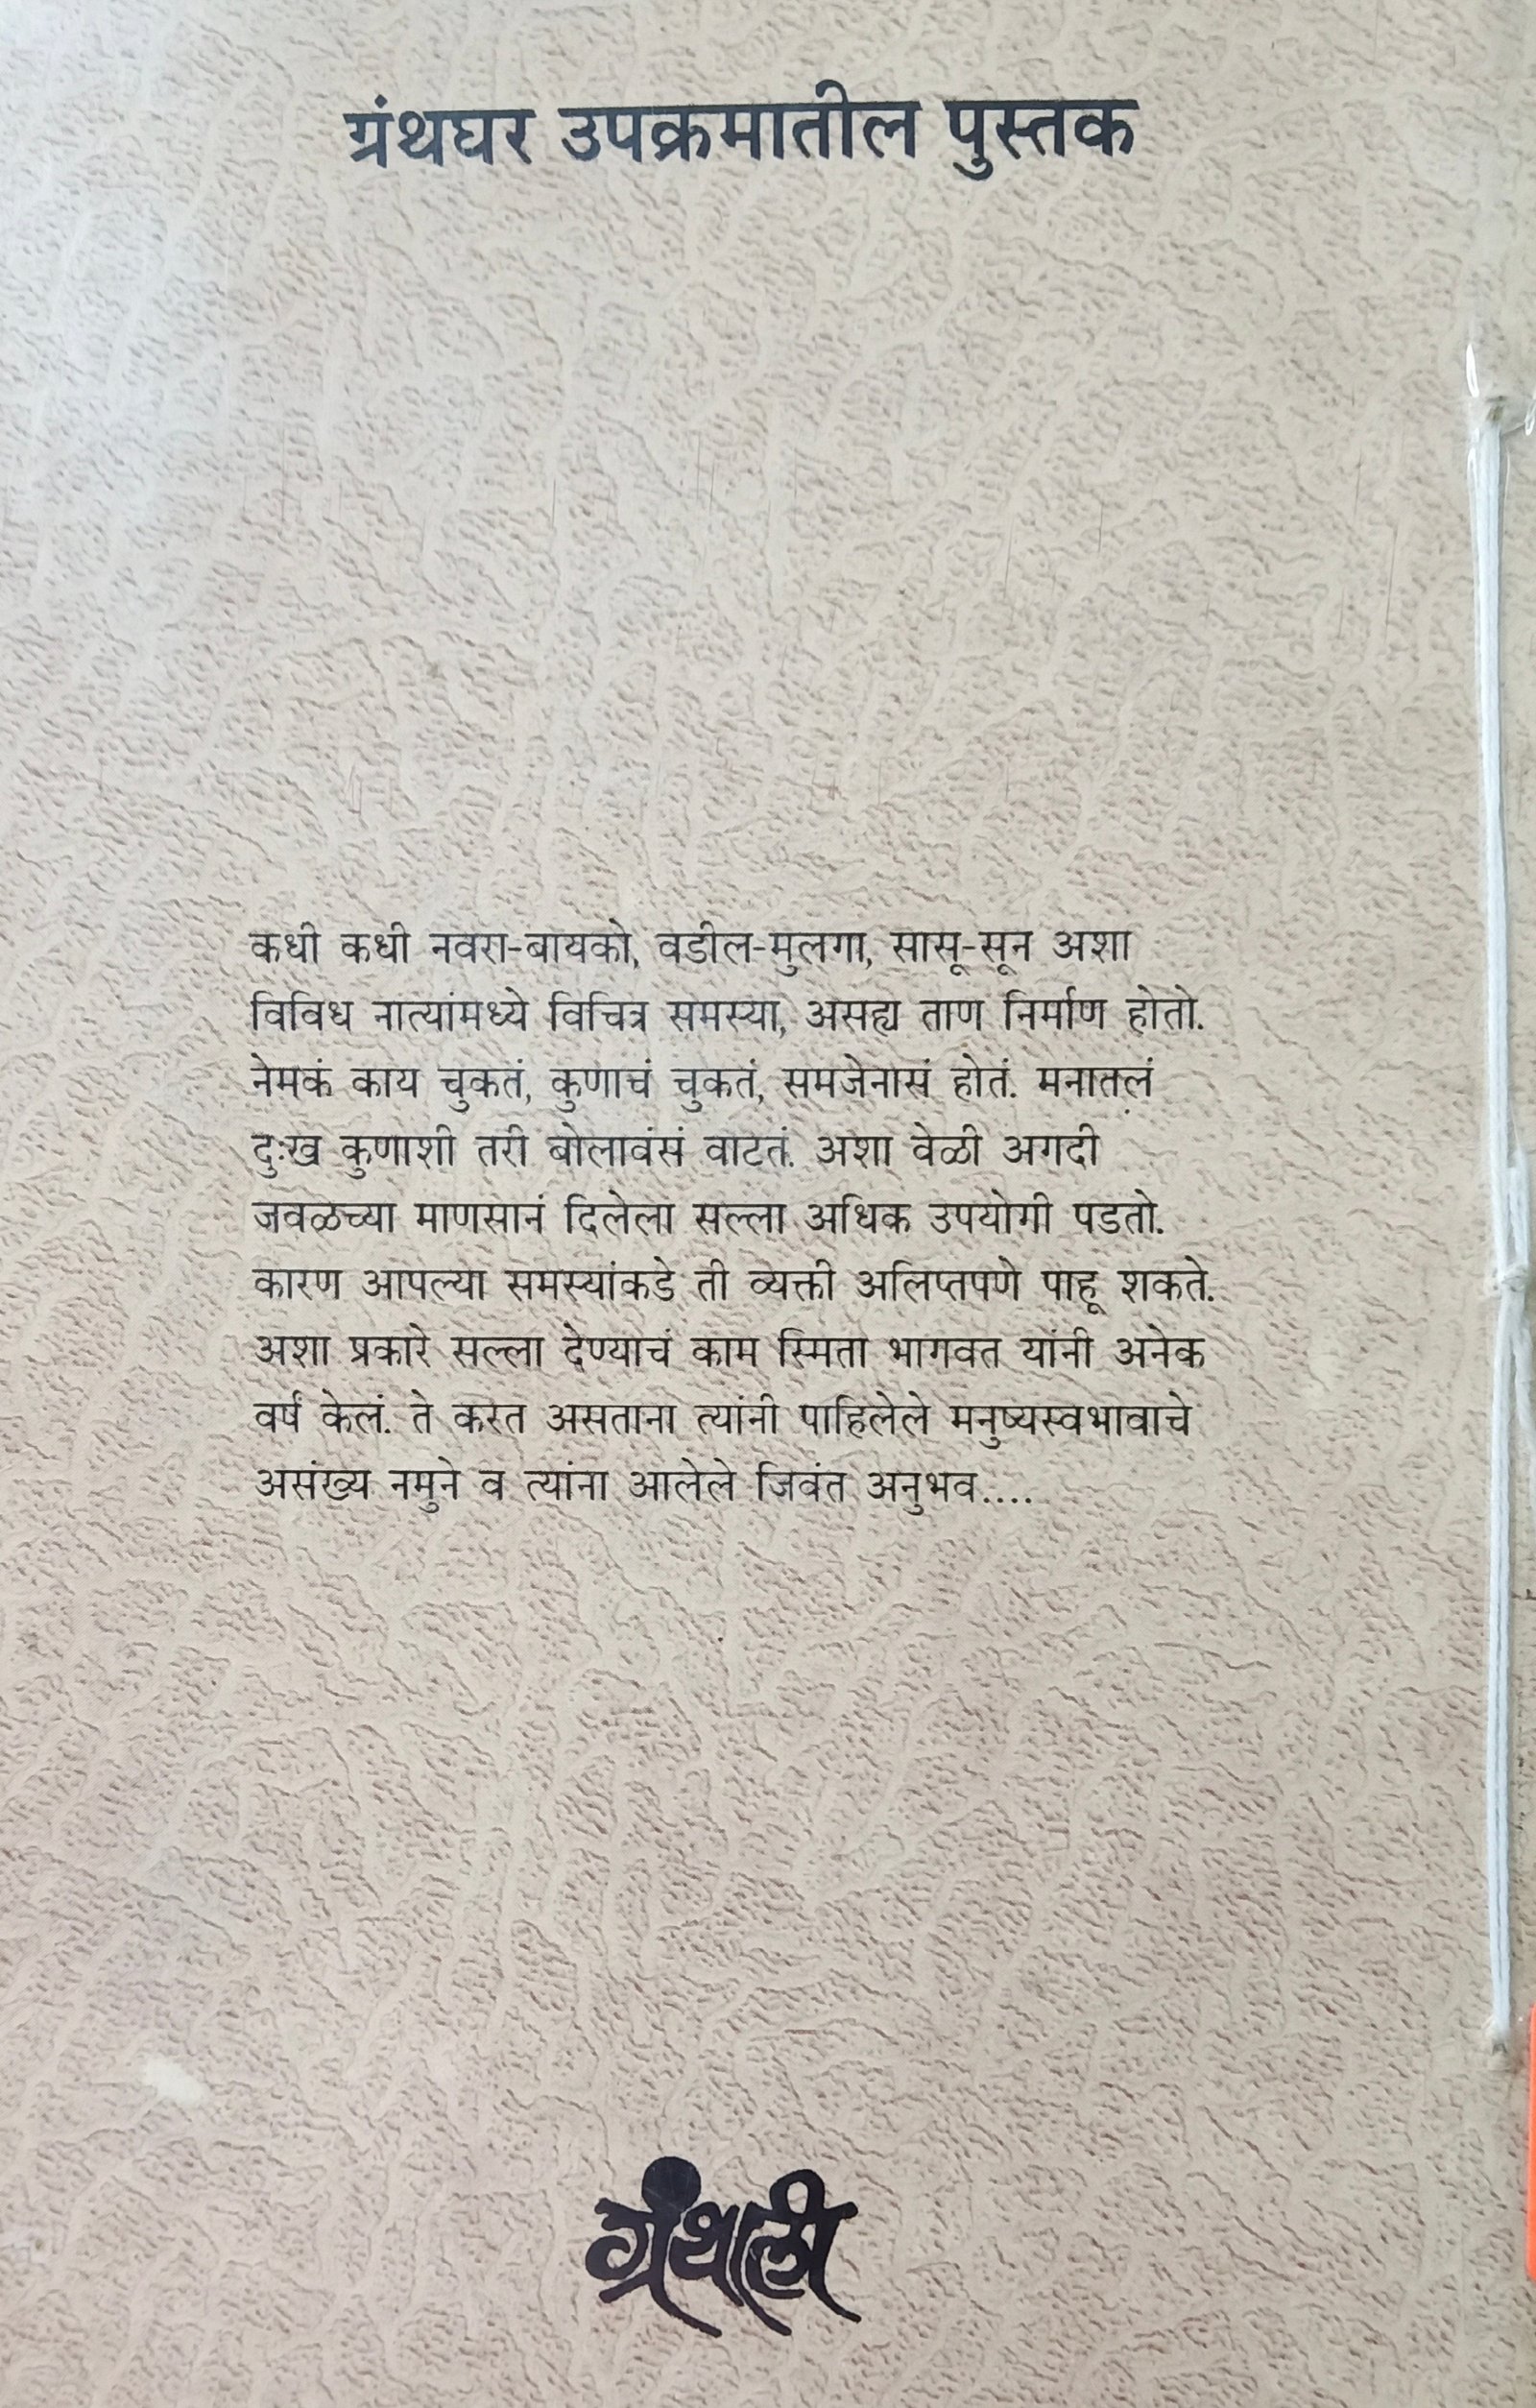 ग्रंथघर उपक्रमातील पुस्तक
कधी कधी नवरा-बायको, वडील-मुलगा, सासू-सून अशा
विविध नात्यांमध्ये विचित्र समस्या, असह्य ताण निर्माण होतो.
नेमकं काय चुकतं, कुणाचं चुकतं, समजेनासं होतं. मनातलं
दुःख कुणाशी तरी बोलावंसं वाटतं. अशा वेळी अगदी
जवळच्या माणसानं दिलेला सल्ला अधिक उपयोगी पडतो.
कारण आपल्या समस्यांकडे ती व्यक्ती अलिप्तपणे पाहू शकते.
अशा प्रकारे सल्ला देण्याचं काम स्मिता भागवत यांनी अनेक
वर्षं केलं. ते करत असताना त्यांनी पाहिलेले मनुष्यस्वभावाचे
असंख्य नमुने व त्यांना आलेले जिवंत अनुभव....
ग्रंथाली